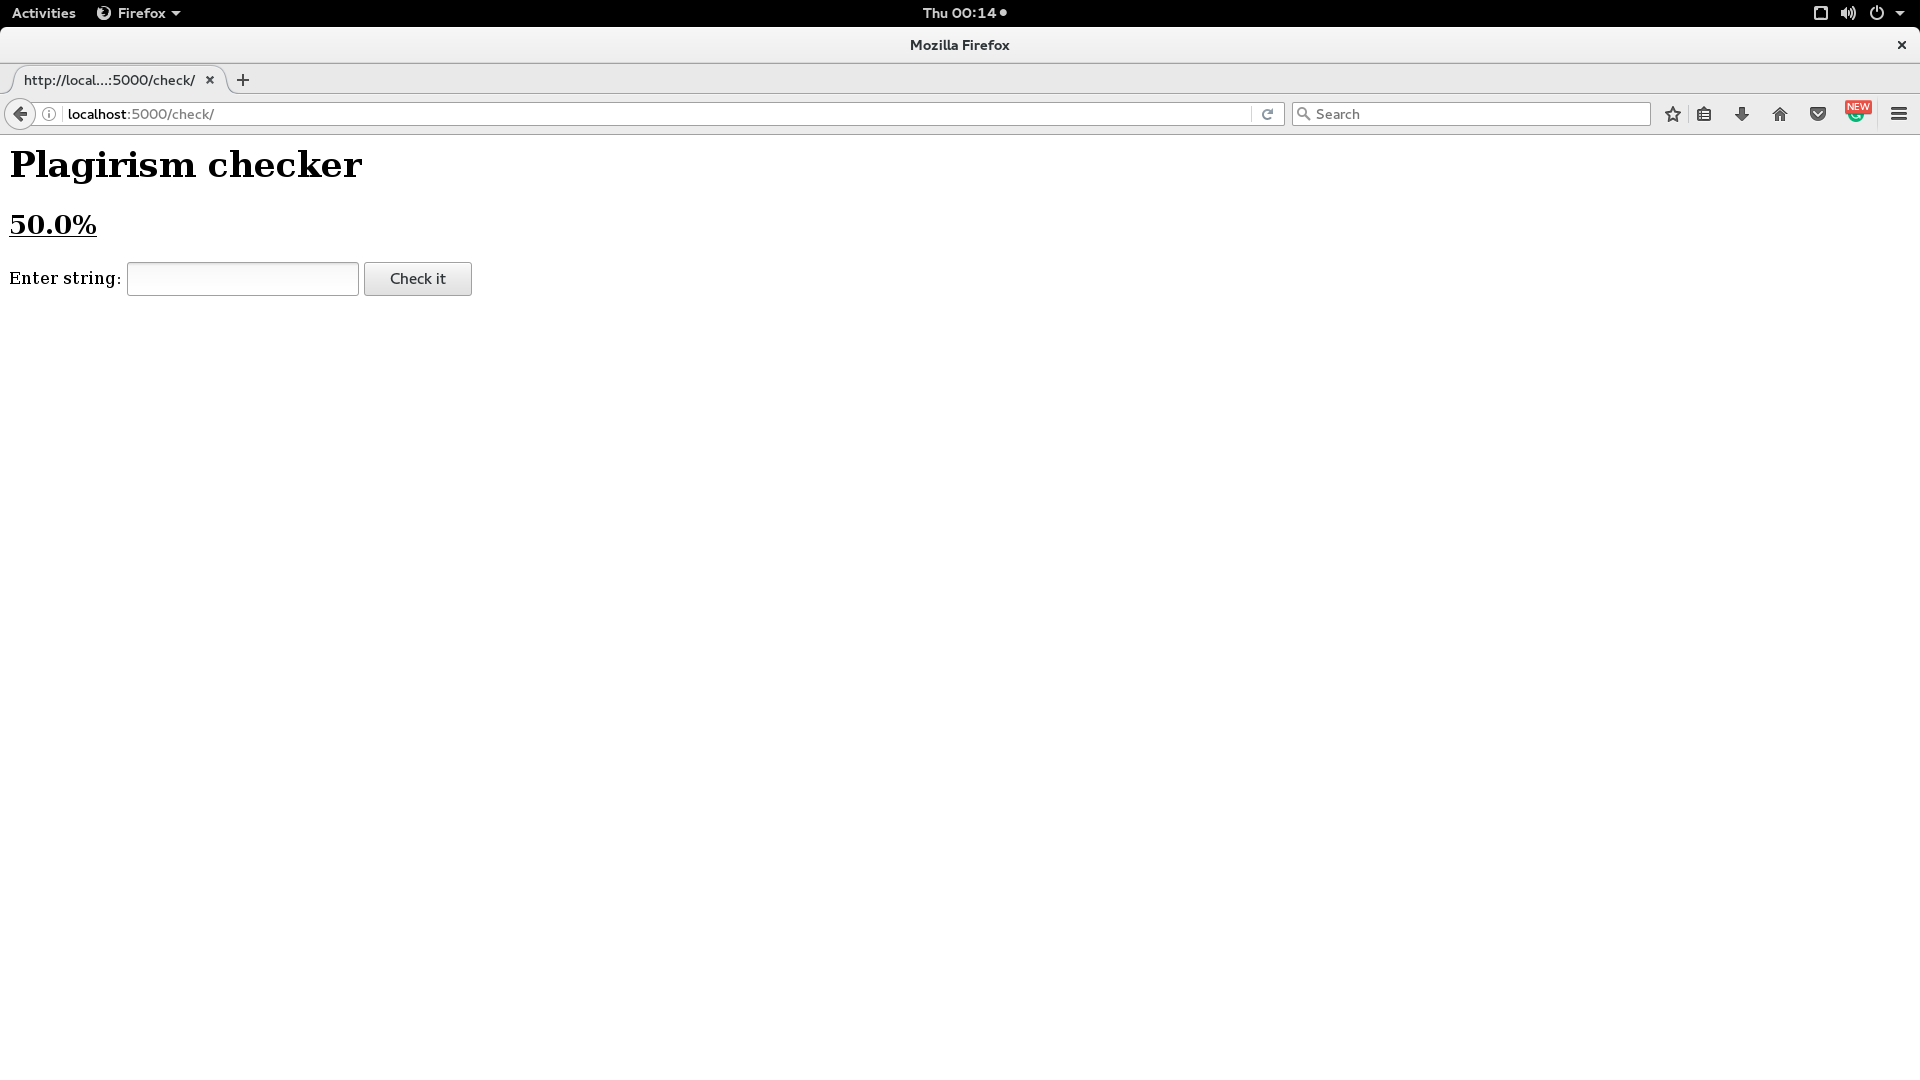 Activities Firefox Thu 00:14
Mozilla Firefox
http://local...:5000/check/
localhost:5000/check/ Search NEW
Plagirism checker
50.0%
Enter string: Check it